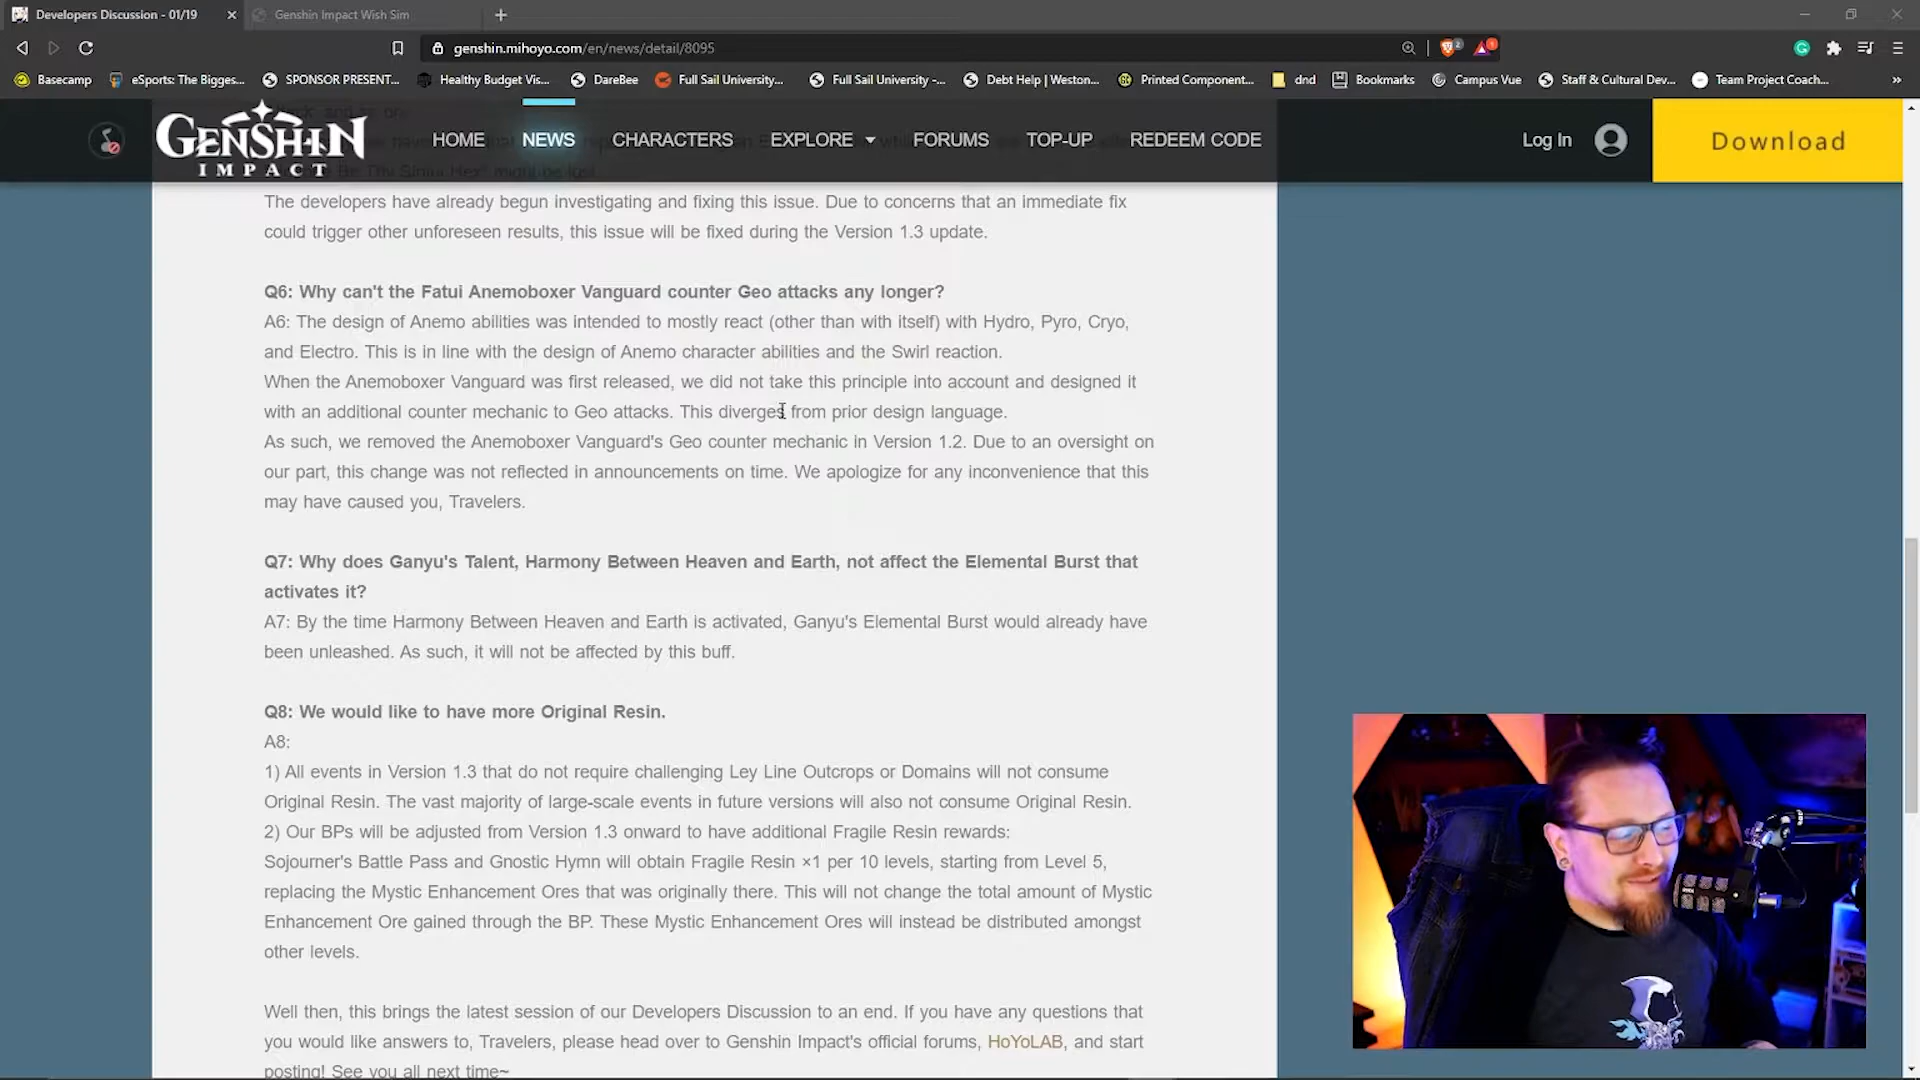 Developers Discussion - 01/19
Genshin Impact Wish Sim
genshin.mihoyo.com/en/news/detail/8095
2
1
Basecamp
eSports: The Bigges...
SPONSOR PRESENT...
Healthy Budget Vis...
DareBee
Full Sail University...
Full Sail University -...
Debt Help | Weston...
Printed Component...
dnd
Bookmarks
Campus Vue
Staff & Cultural Dev...
Team Project Coach...
»
GENSHIN
IMPACT
HOME
NEWS
CHARACTERS
EXPLORE
FORUMS
TOP-UP
REDEEM CODE
Log In
Download
The developers have already begun investigating and fixing this issue. Due to concerns that an immediate fix
could trigger other unforeseen results, this issue will be fixed during the Version 1.3 update.
Q6: Why can't the Fatui Anemoboxer Vanguard counter Geo attacks any longer?
A6: The design of Anemo abilities was intended to mostly react (other than with itself) with Hydro, Pyro, Cryo,
and Electro. This is in line with the design of Anemo character abilities and the Swirl reaction.
When the Anemoboxer Vanguard was first released, we did not take this principle into account and designed it
with an additional counter mechanic to Geo attacks. This diverges from prior design language.
As such, we removed the Anemoboxer Vanguard's Geo counter mechanic in Version 1.2. Due to an oversight on
our part, this change was not reflected in announcements on time. We apologize for any inconvenience that this
may have caused you, Travelers.
Q7: Why does Ganyu's Talent, Harmony Between Heaven and Earth, not affect the Elemental Burst that
activates it?
A7: By the time Harmony Between Heaven and Earth is activated, Ganyu's Elemental Burst would already have
been unleashed. As such, it will not be affected by this buff.
Q8: We would like to have more Original Resin.
A8:
1) All events in Version 1.3 that do not require challenging Ley Line Outcrops or Domains will not consume
Original Resin. The vast majority of large-scale events in future versions will also not consume Original Resin.
2) Our BPs will be adjusted from Version 1.3 onward to have additional Fragile Resin rewards:
Sojourner's Battle Pass and Gnostic Hymn will obtain Fragile Resin ×1 per 10 levels, starting from Level 5,
replacing the Mystic Enhancement Ores that was originally there. This will not change the total amount of Mystic
Enhancement Ore gained through the BP. These Mystic Enhancement Ores will instead be distributed amongst
other levels.
Well then, this brings the latest session of our Developers Discussion to an end. If you have any questions that
you would like answers to, Travelers, please head over to Genshin Impact's official forums, HoYoLAB, and start
posting! See you all next time~